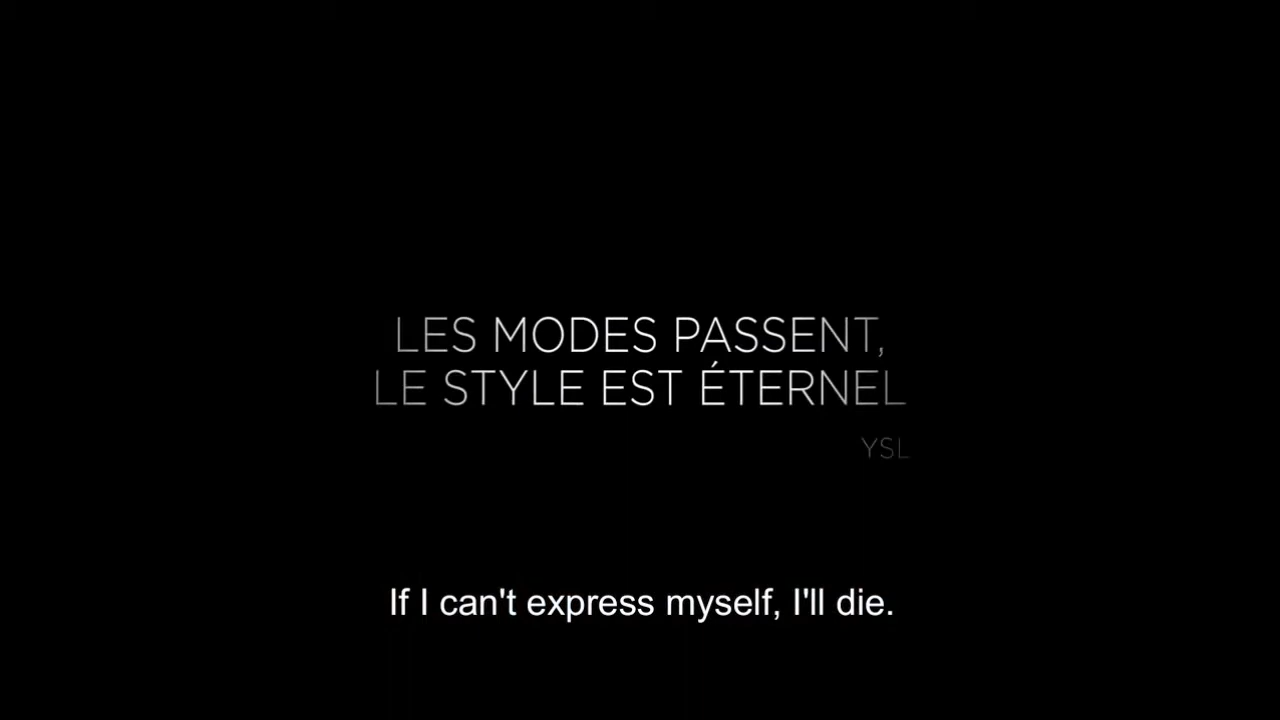 LES MODES PASSENT,
LE STYLE EST ÉTERNEL
YSL
If I can't express myself, I'll die.